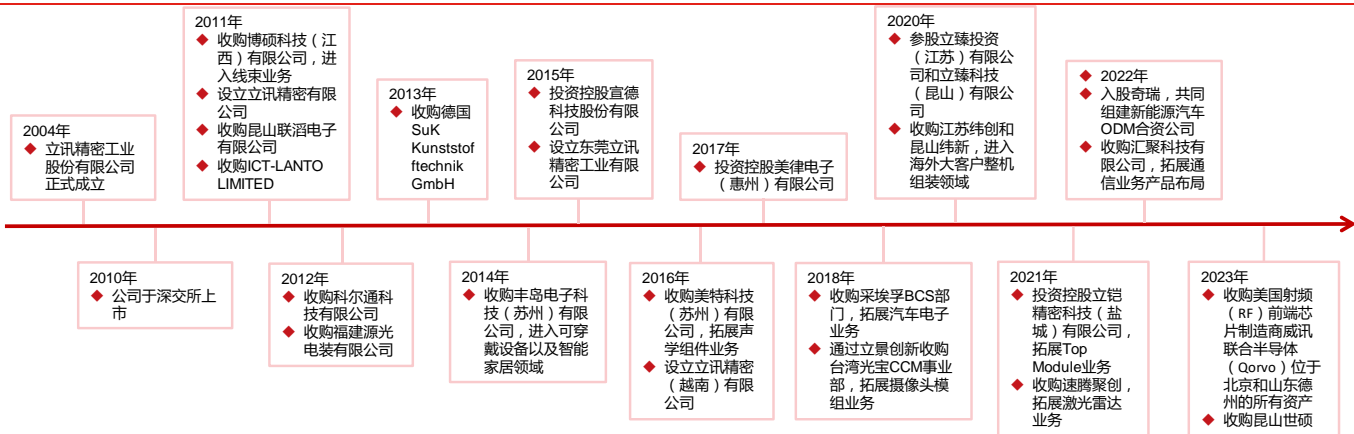 2004年
立讯精密工业
股份有限公司
正式成立
2010年
公司于深交所上
市
2011年
收购博硕科技（江
西）有限公司，进
入线束业务
设立立讯精密有限
公司
收购昆山联滔电子
有限公司
收购ICT-LANTO
LIMITED
2012年
收购科尔通科
技有限公司
收购福建源光
电装有限公司
2013年
收购德国
SuK
Kunststof
ftechnik
GmbH
2014年
收购丰岛电子科
技（苏州）有限
公司，进入可穿
戴设备以及智能
家居领域
2015年
投资控股宣德
科技股份有限
公司
设立东莞立讯
精密工业有限公
司
2016年
收购美特科技
（苏州）有限
公司，拓展声
学组件业务
设立立讯精密
（越南）有限
公司
2017年
投资控股美律电子
（惠州）有限公司
2018年
收购采埃孚BCS部
门，拓展汽车电子
业务
通过立景创新收购
台湾光宝CCM事业
部，拓展摄像头模
组业务
2020年
参股立臻投资
（江苏）有限公
司和立臻科技
（昆山）有限公
司
收购江苏纬创和
昆山纬新，进入
海外大客户整机
组装领域
2021年
投资控股立铠
精密科技（盐
城）有限公司，
拓展Top
Module业务
收购速腾聚创，
拓展激光雷达
业务
2022年
入股奇瑞，共同
组建新能源汽车
ODM合资公司
收购汇聚科技有
限公司，拓展通
信业务产品布局
2023年
收购美国射频
（RF）前端芯
片制造商威讯
联合半导体
（Qorvo）位于
北京和山东德
州的所有资产
收购昆山世硕